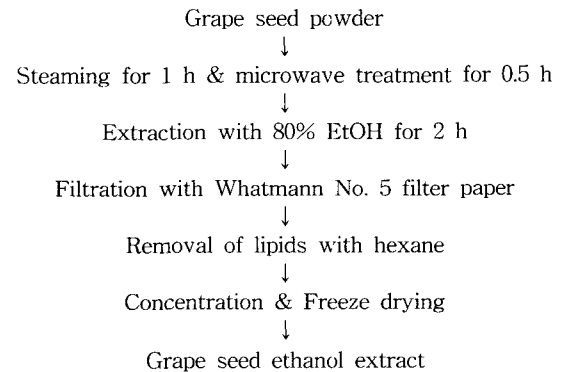 Grape seed powder
↓
Steaming for 1 h & microwave treatment for 0.5 h
↓
Extraction with 80% EtOH for 2 h
↓
Filtration with Whatmann No. 5 filter paper
↓
Removal of lipids with hexane
↓
Concentration & Freeze drying
↓
Grape seed ethanol extract